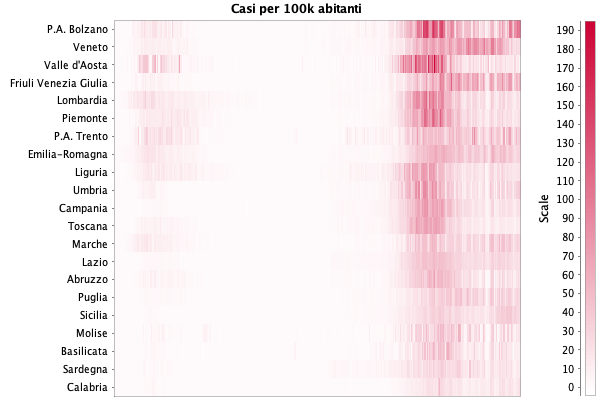 Casi per 100k abitanti
P.A. Bolzano
Veneto
Valle d'Aosta
Friuli Venezia Giulia
Lombardia
Piemonte
P.A. Trento
Emilia-Romagna
Liguria
Umbria
Campania
Toscana
Marche
Lazio
Abruzzo
Puglia
Sicilia
Molise
Basilicata
Sardegna
Calabria
Scale
190
180
170
160
150
140
130
120
110
100
90
80
70
60
50
40
30
20
10
0